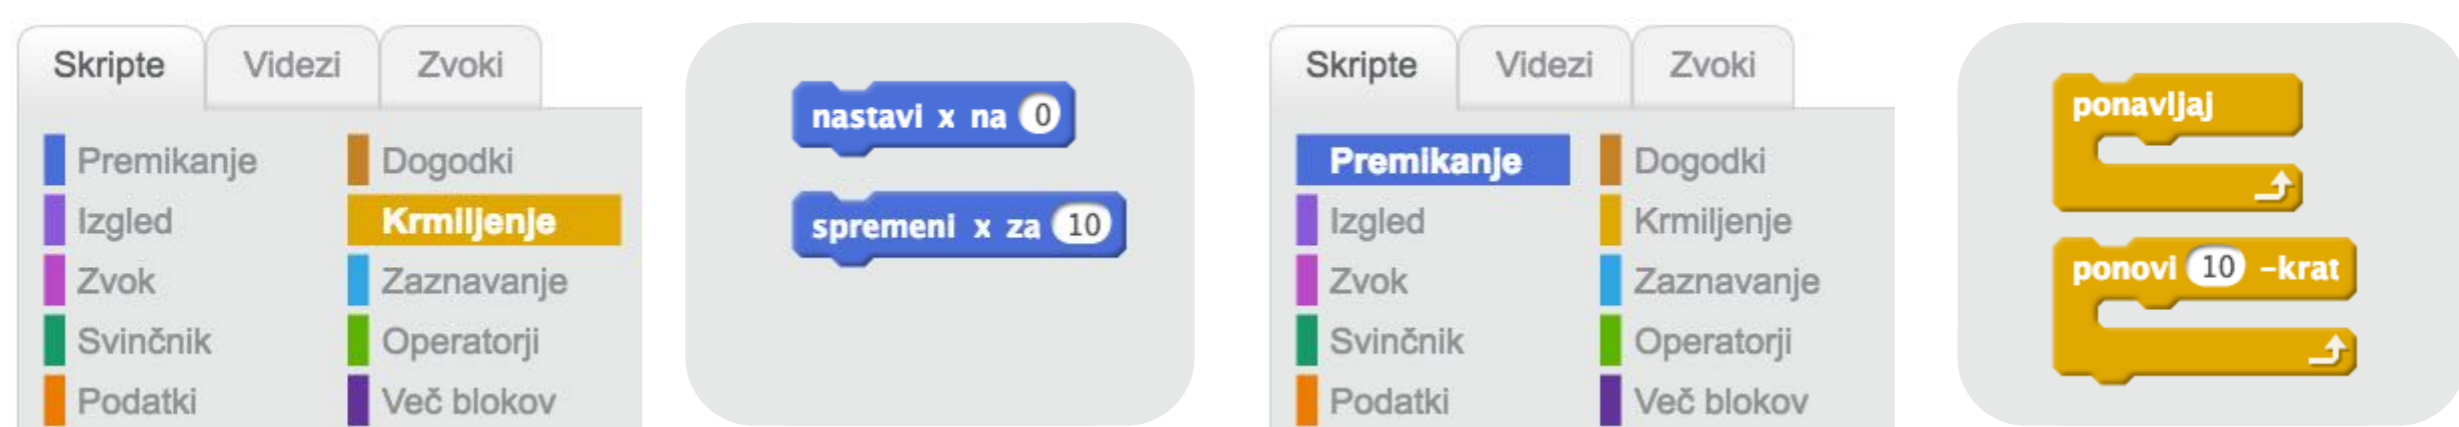 Skripte Videzi Zvoki
Premikanje Dogodki
Izgled Krmiljenje
Zvok Zaznavanje
Svinčnik Operatorji
Podatki Več blokov
nastavi x na 0
spremeni x za 10
Skripte Videzi Zvoki
Premikanje Dogodki
Izgled Krmiljenje
Zvok Zaznavanje
Svinčnik Operatorji
Podatki Več blokov
ponavljaj
ponovi 10 -krat